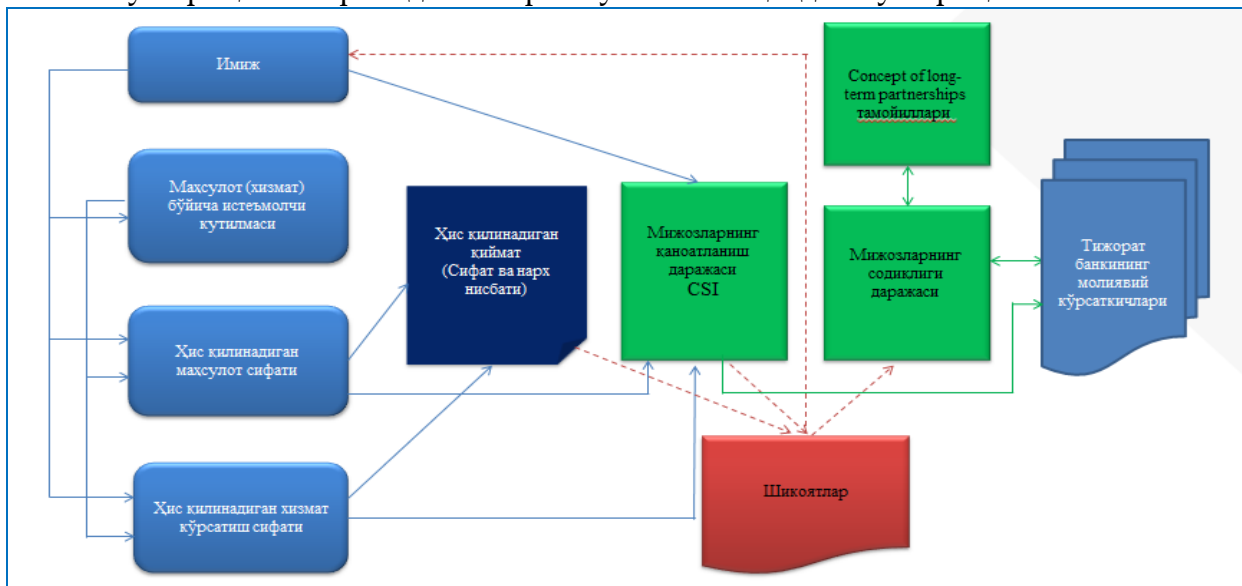 Имиж
Concept of long-
term partnerships
тамойиллари
Маҳсулот (хизмат)
бўйича истеъмолчи
кутилмаси
Ҳис қилинадиган
қиймат
(Сифат ва нарх
нисбати)
Мижозларнинг
қаноатланиш
даражаси
CSI
Мижозларнинг
содиқлиги
даражаси
Тижорат
банкининг
молиявий
кўрсаткичлари
Ҳис қилинадиган
маҳсулот сифати
Ҳис қилинадиган хизмат
кўрсатиш сифати
Шикоятлар